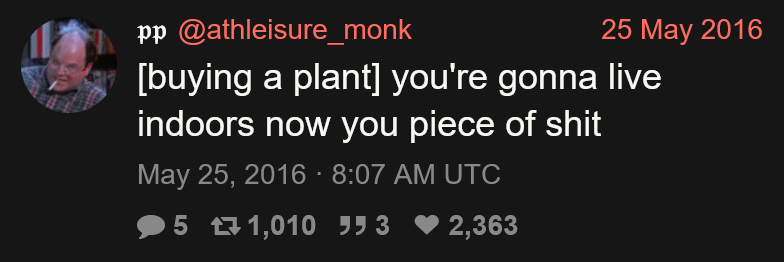 𝖕𝖕 @athleisure_monk 25 May 2016
[buying a plant] you're gonna live
indoors now you piece of shit
May 25, 2016 · 8:07 AM UTC
5 1,010 3 2,363